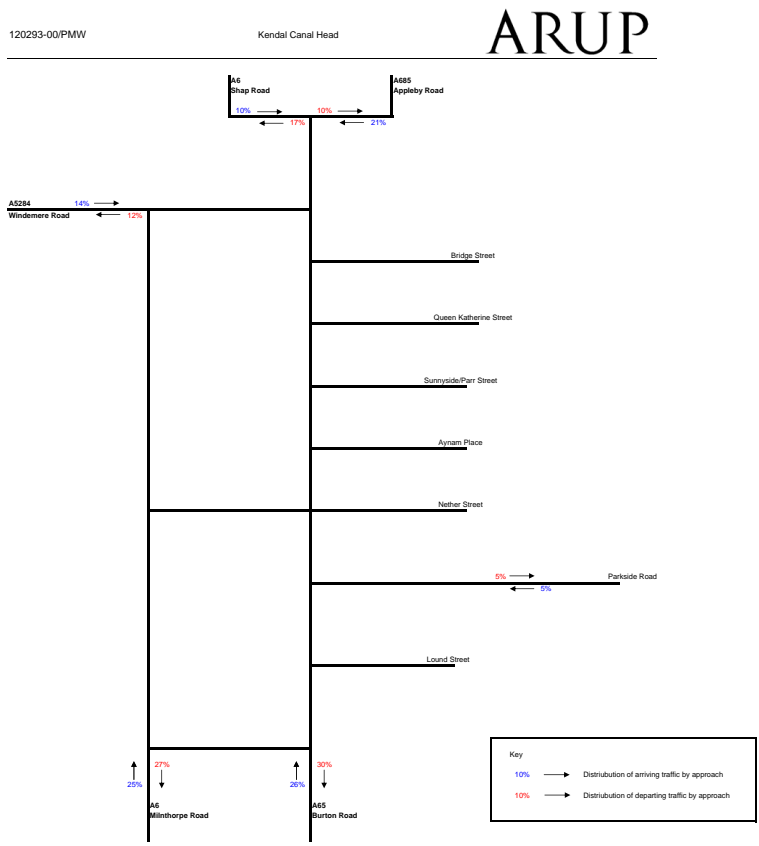 120293-00/PMW Kendal Canal Head ARUP
A6 A685
Shap Road Appleby Road
10% 10%
17% 21%
A5284 14%
Windemere Road 12%
Bridge Street
Queen Katherine Street
Sunnyside/Parr Street
Aynam Place
Nether Street
5% Parkside Road
5%
Lound Street
Key
27% 30%
10% Distriubution of arriving traffic by approach
25% 26%
10% Distriubution of departing traffic by approach
A6 A65
Milnthorpe Road Burton Road